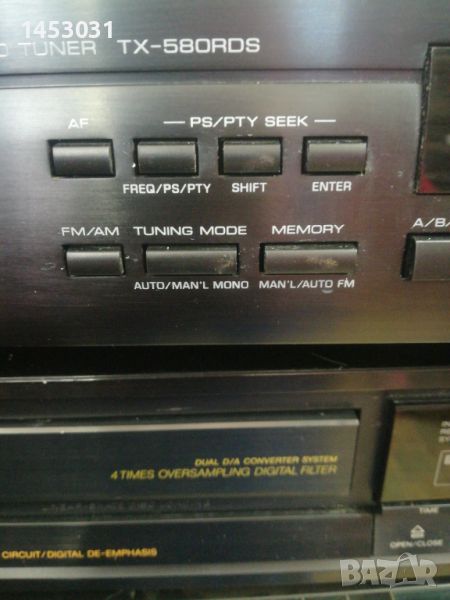 1453031
TUNER TX-580RDS
AF — PS/PTY SEEK —
FREQ/PS/PTY SHIFT ENTER
FM/AM TUNING MODE MEMORY A/B/
AUTO/MAN'L MONO MAN'L/AUTO FM
DUAL D/A CONVERTER SYSTEM
4 TIMES OVERSAMPLING DIGITAL FILTER
TIME
OPEN/CLOSE
CIRCUIT/DIGITAL DE-EMPHASIS
BAZAR.bg